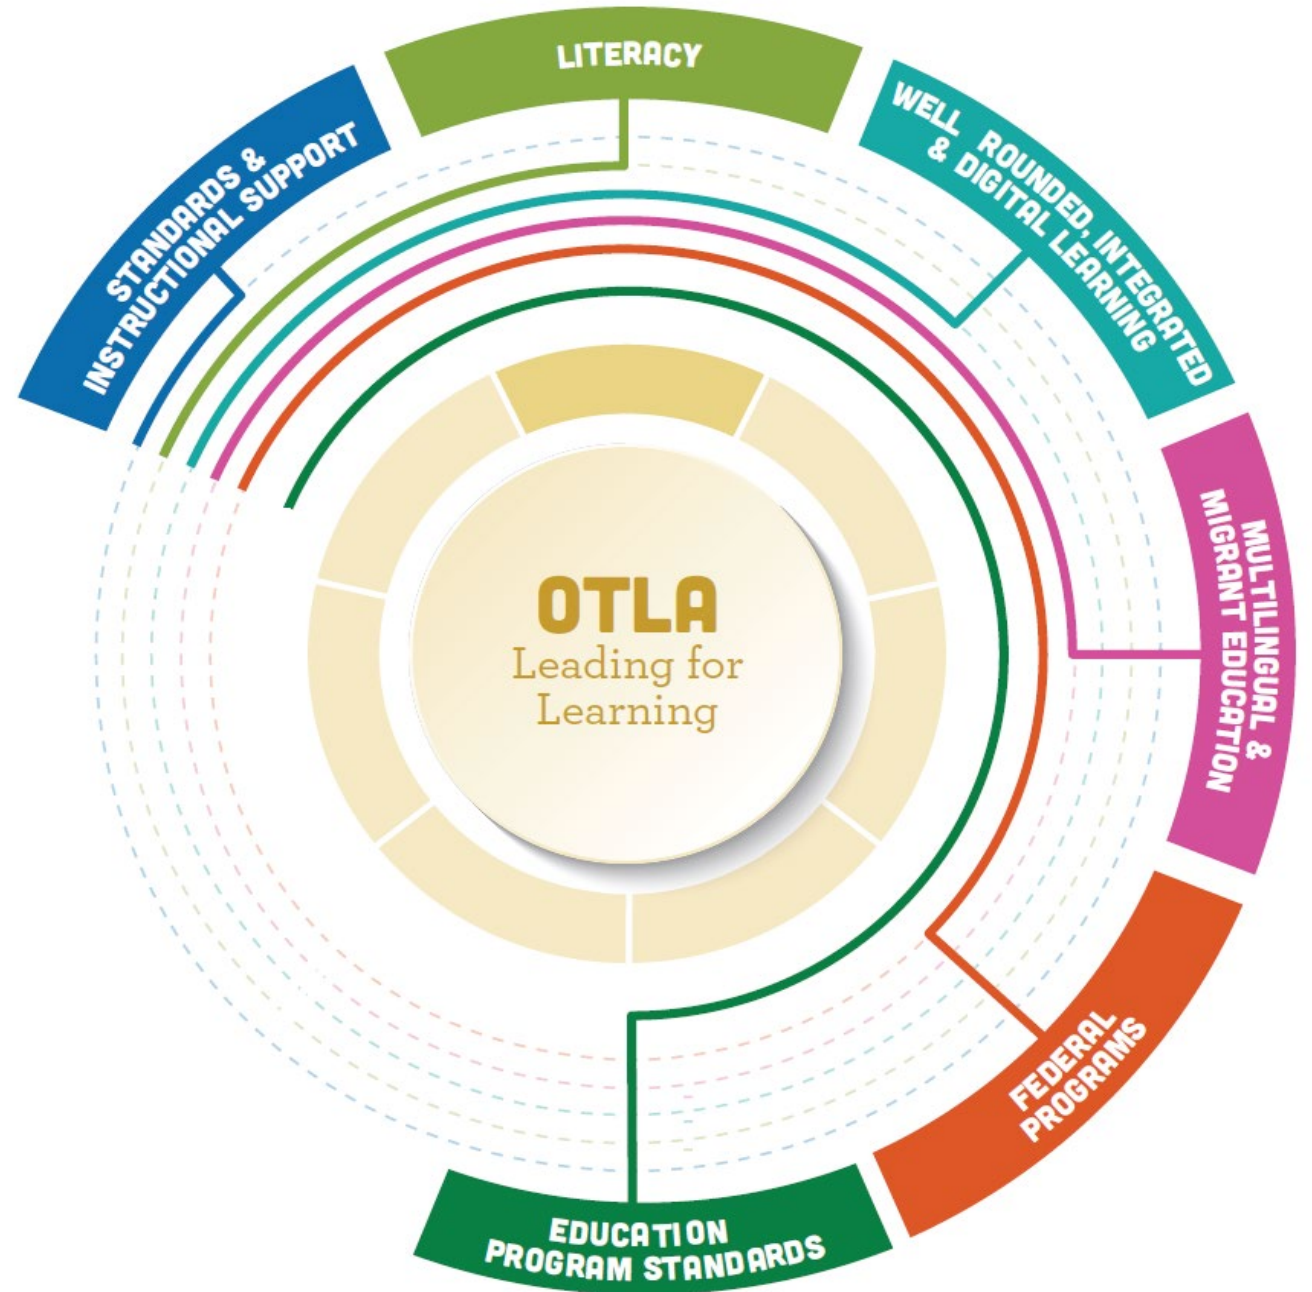 LITERACY
STANDARDS &
INSTRUCTIONAL SUPPORT
WELL ROUNDED, INTEGRATED
& DIGITAL LEARNING
MULTILINGUAL &
MIGRANT EDUCATION
OTLA
Leading for
Learning
FEDERAL
PROGRAMS
EDUCATION
PROGRAM STANDARDS